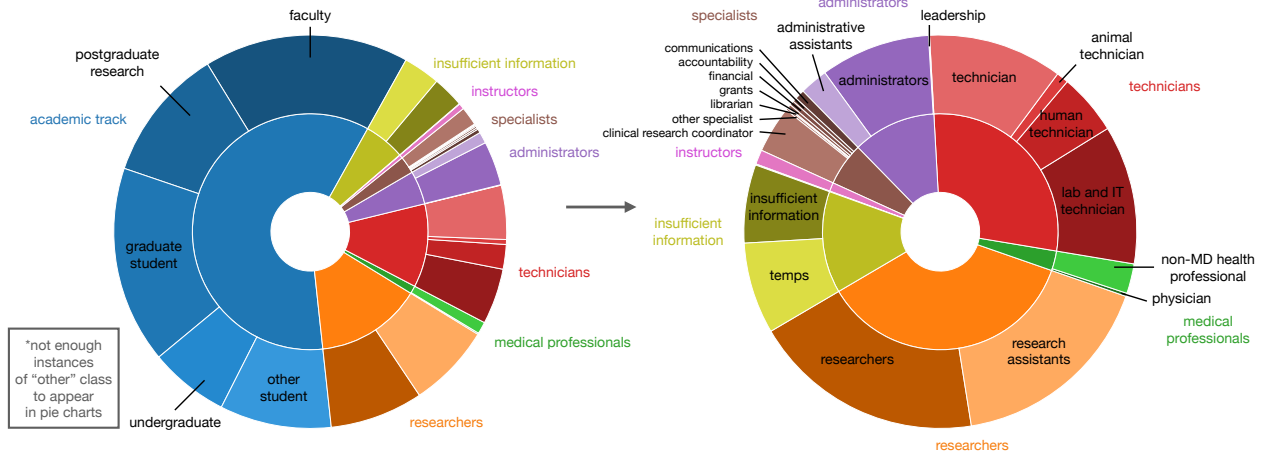 faculty
postgraduate
research
academic track
insufficient information
instructors
specialists
administrators
graduate
student
technicians
medical professionals
other
student
undergraduate
researchers
*not enough
instances
of “other” class
to appear
in pie charts
administrators
specialists
leadership
administrative
assistants
communications
accountability
financial
grants
librarian
other specialist
clinical research coordinator
instructors
administrators
technician
animal
technician
technicians
human
technician
lab and IT
technician
insufficient
information
insufficient
information
temps
non-MD health
professional
physician
medical
professionals
researchers
research
assistants
researchers